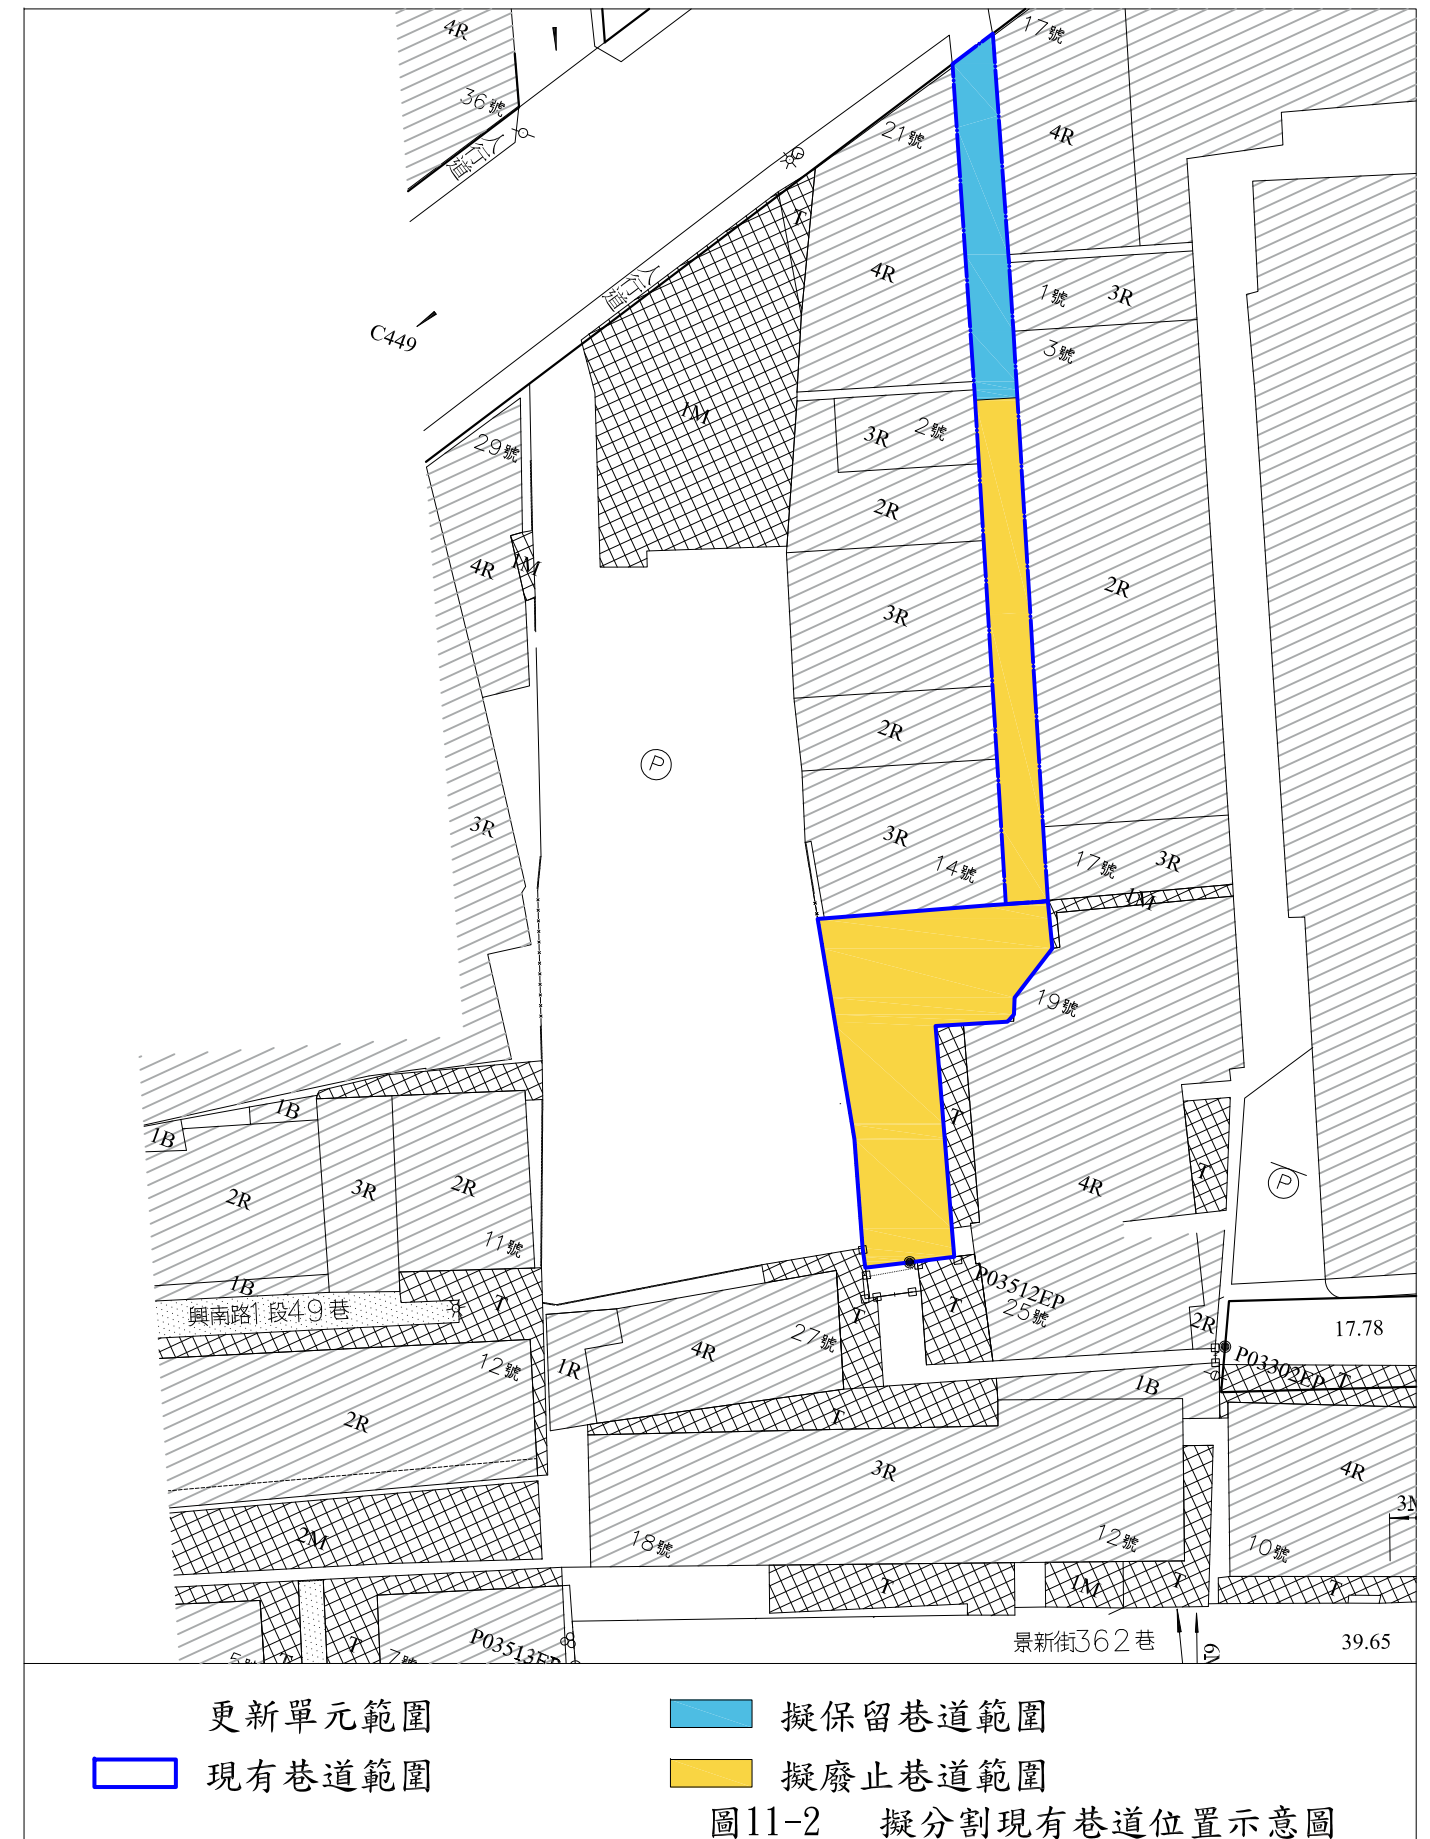 4R
17號
36號
人行道
21號
4R
T
人行道
4R
1號
3R
C449
3號
1M
29號
3R
2號
2R
4R
1M
2R
3R
2R
P
3R
3R
14號
17號
3R
1M
19號
1B
1B
T
2R
3R
2R
4R
T
P
11號
1B
P03512EP
興南路1段49巷
T
T
T
25號
27號
2R
17.78
12號
1R
4R
P03302EP
T
1B
2R
T
3R
4R
3M
2M
18號
12號
10號
T
1M
T
T
景新街362巷
39.65
T
T
P03513EP
7號
更新單元範圍
擬保留巷道範圍
現有巷道範圍
擬廢止巷道範圍
圖11-2 擬分割現有巷道位置示意圖